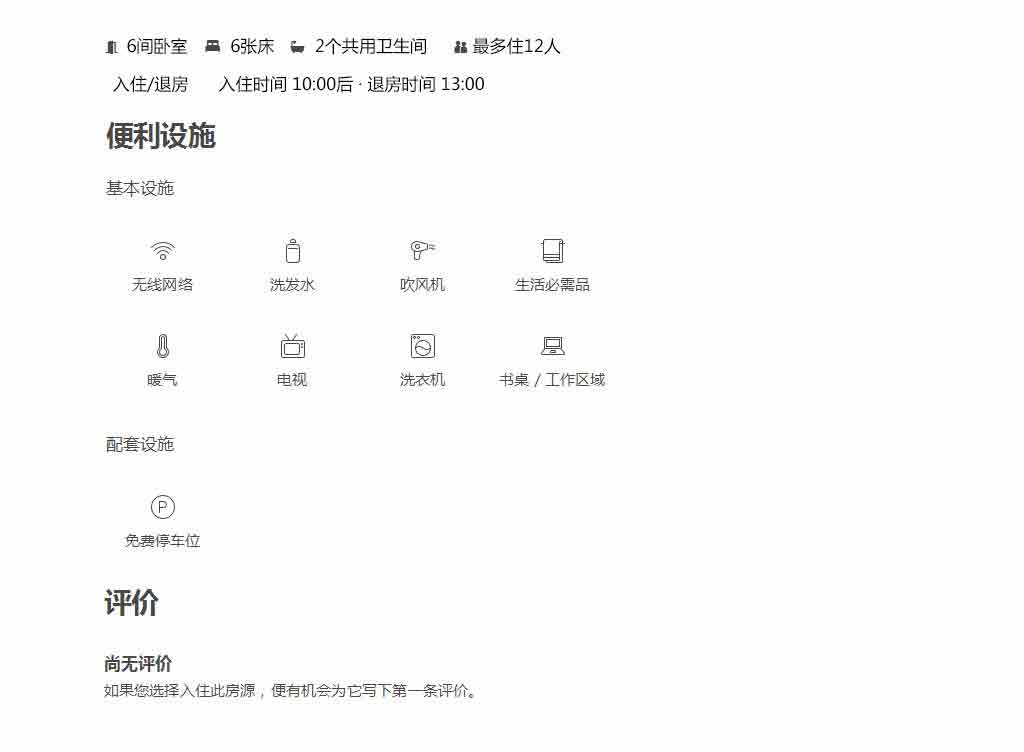 6间卧室 6张床 2个共用卫生间 最多住12人
入住/退房 入住时间 10:00后 · 退房时间 13:00
便利设施
基本设施
无线网络 洗发水 吹风机 生活必需品
暖气 电视 洗衣机 书桌 / 工作区域
配套设施
P
免费停车位
评价
尚无评价
如果您选择入住此房源，便有机会为它写下第一条评价。